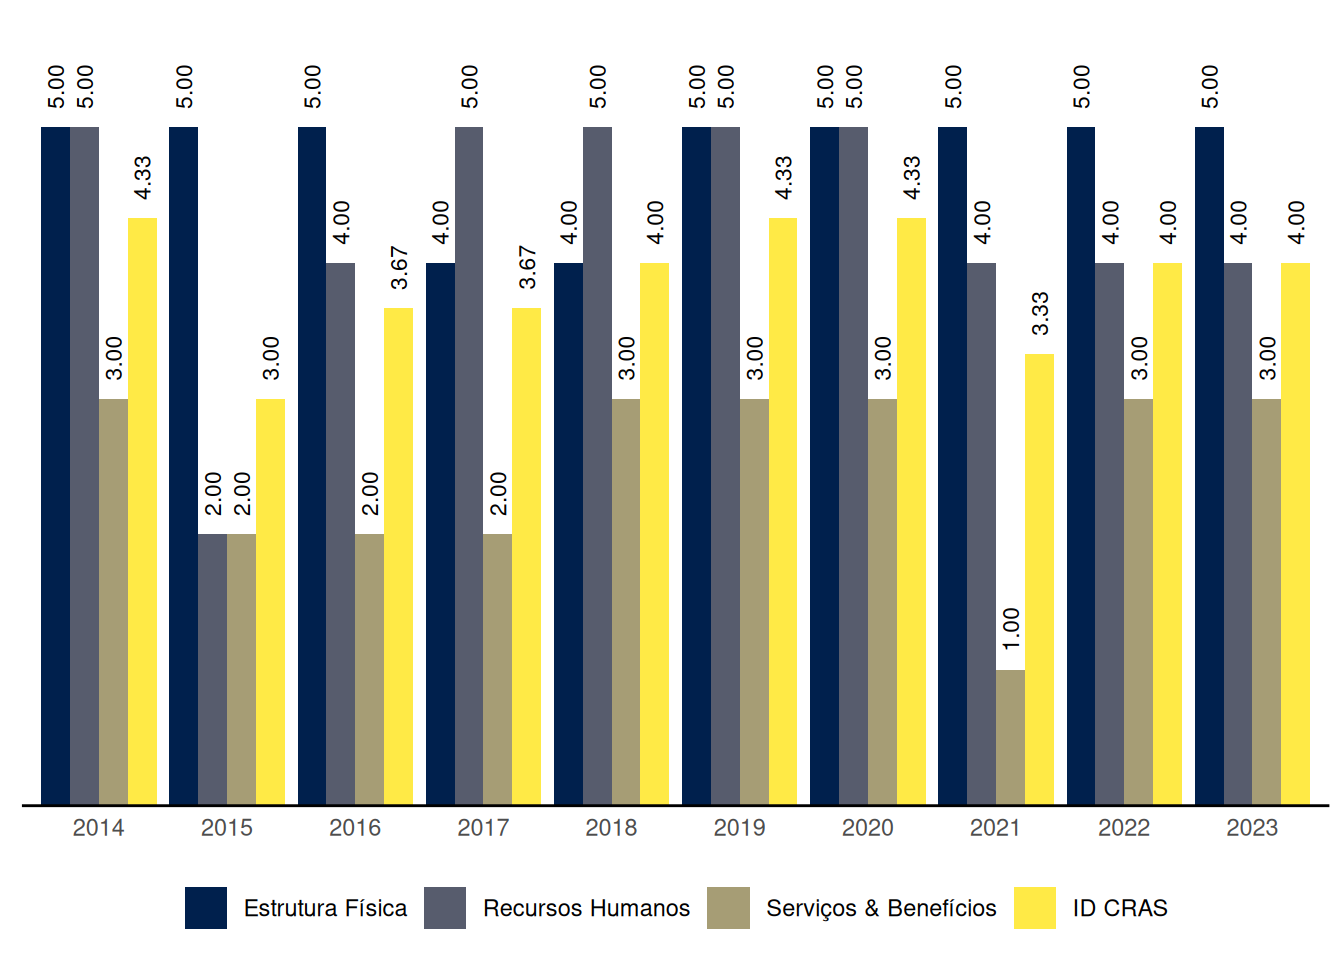 5.00 5.00 3.00 4.33
5.00 2.00 2.00 3.00
5.00 4.00 2.00 3.67
4.00 5.00 2.00 3.67
4.00 5.00 3.00 4.00
5.00 5.00 3.00 4.33
5.00 5.00 3.00 4.33
5.00 4.00 1.00 3.33
5.00 4.00 3.00 4.00
5.00 4.00 3.00 4.00
2014 2015 2016 2017 2018 2019 2020 2021 2022 2023
Estrutura Física Recursos Humanos Serviços & Benefícios ID CRAS